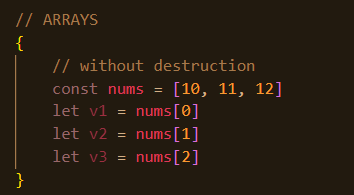 // ARRAYS
{
    // without destruction
    const nums = [10, 11, 12]
    let v1 = nums[0]
    let v2 = nums[1]
    let v3 = nums[2]
}